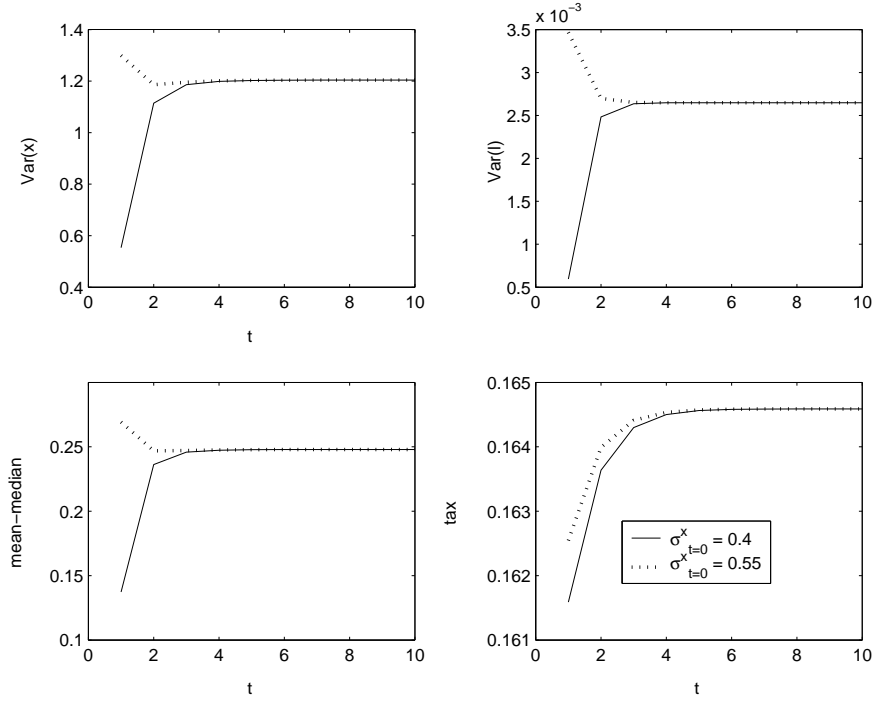 1.4
1.2
1
0.8
0.6
0.4
0 2 4 6 8 10
Var(x)
t
x 10⁻³
3.5
3
2.5
2
1.5
1
0.5
0 2 4 6 8 10
Var(l)
0.25
0.2
0.15
0.1
0 2 4 6 8 10
mean−median
t
0.165
0.164
0.163
0.162
0.161
0 2 4 6 8 10
tax
t
σˣₜ₌₀ = 0.4
σˣₜ₌₀ = 0.55